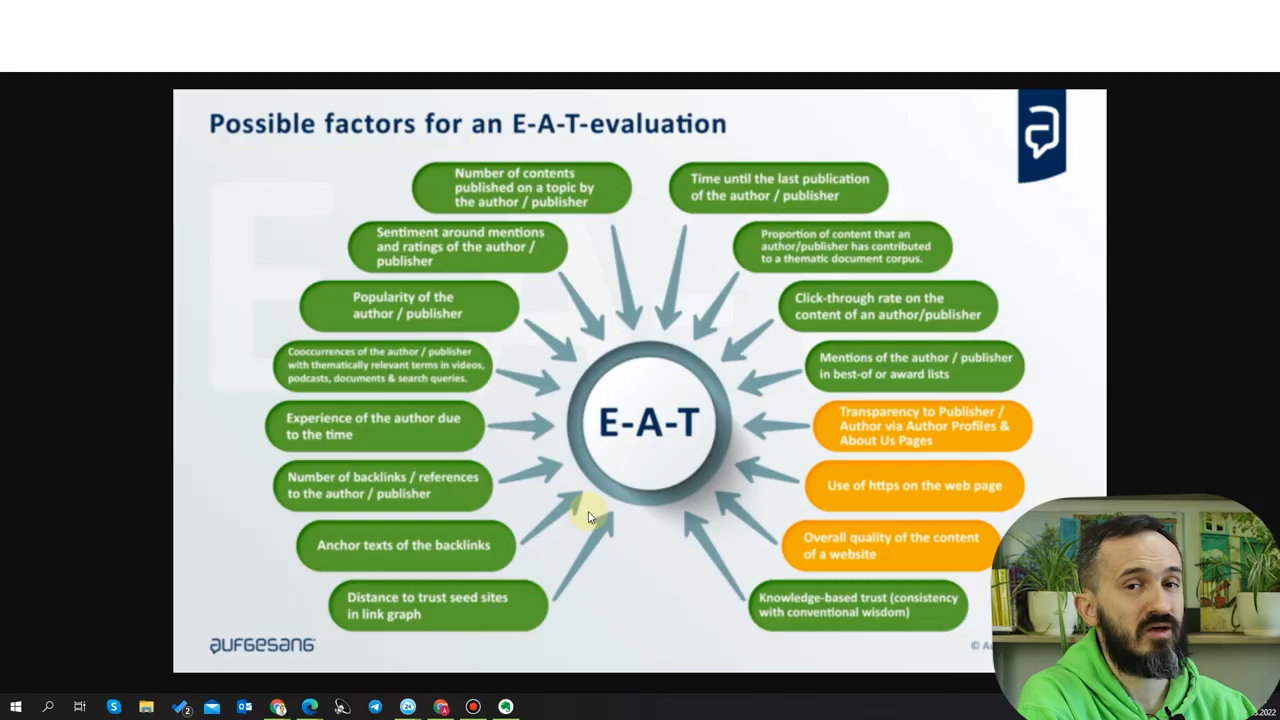 Possible factors for an E-A-T-evaluation
Number of contents
published on a topic by
the author / publisher
Time until the last publication
of the author / publisher
Sentiment around mentions
and ratings of the author /
publisher
Proportion of content that an
author/publisher has contributed
to a thematic document corpus.
Popularity of the
author / publisher
Click-through rate on the
content of an author/publisher
Cooccurrences of the author / publisher
with thematically relevant terms in videos,
podcasts, documents & search queries.
Mentions of the author / publisher
in best-of or award lists
Experience of the author due
to the time
E-A-T
Transparency to Publisher /
Author via Author Profiles &
About Us Pages
Number of backlinks / references
to the author / publisher
Use of https on the web page
Anchor texts of the backlinks
Overall quality of the content
of a website
Distance to trust seed sites
in link graph
Knowledge-based trust (consistency
with conventional wisdom)
AUFGESANG